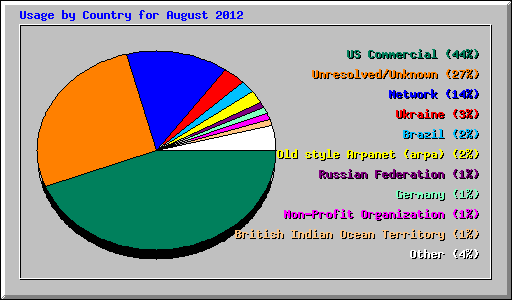 Usage by Country for August 2012
US Commercial (44%)
Unresolved/Unknown (27%)
Network (14%)
Ukraine (3%)
Brazil (2%)
Old style Arpanet (arpa) (2%)
Russian Federation (1%)
Germany (1%)
Non-Profit Organization (1%)
British Indian Ocean Territory (1%)
Other (4%)